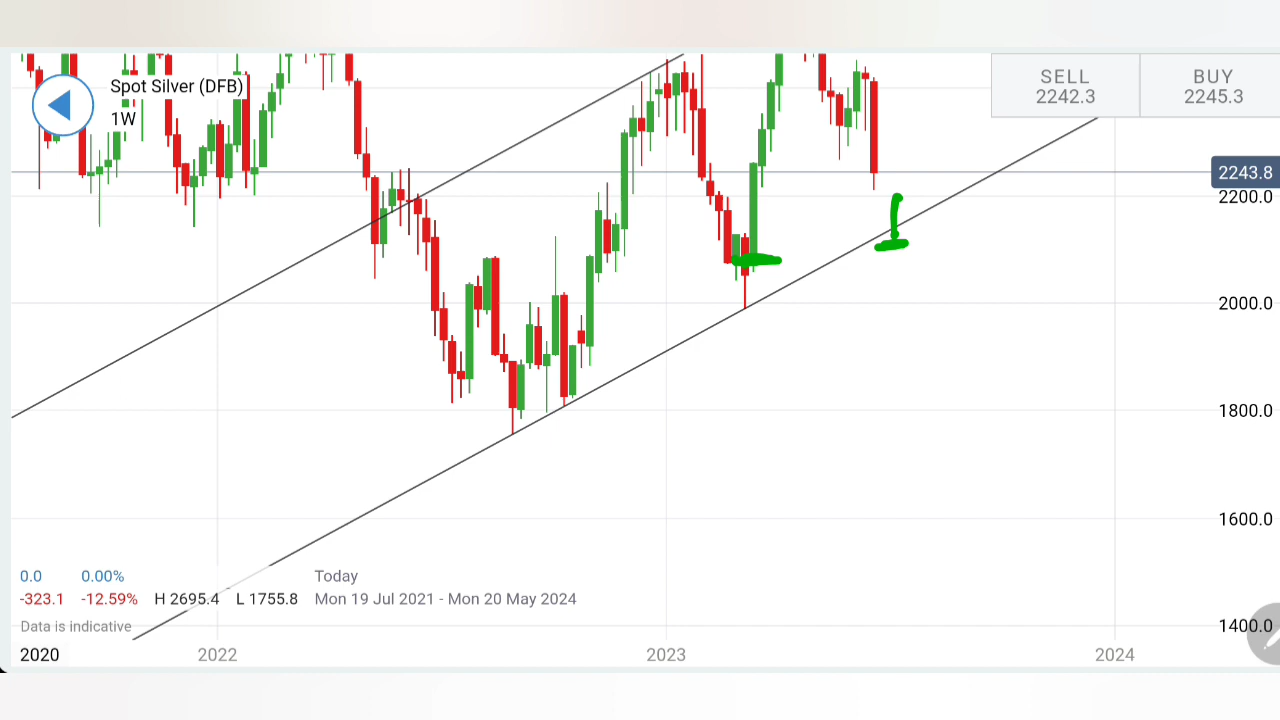 Spot Silver (DFB)
1W
SELL
2242.3
BUY
2245.3
2243.8
2200.0
2000.0
1800.0
1600.0
1400.0
0.0 0.00% Today
-323.1 -12.59% H 2695.4 L 1755.8 Mon 19 Jul 2021 - Mon 20 May 2024
Data is indicative
2020 2022 2023 2024